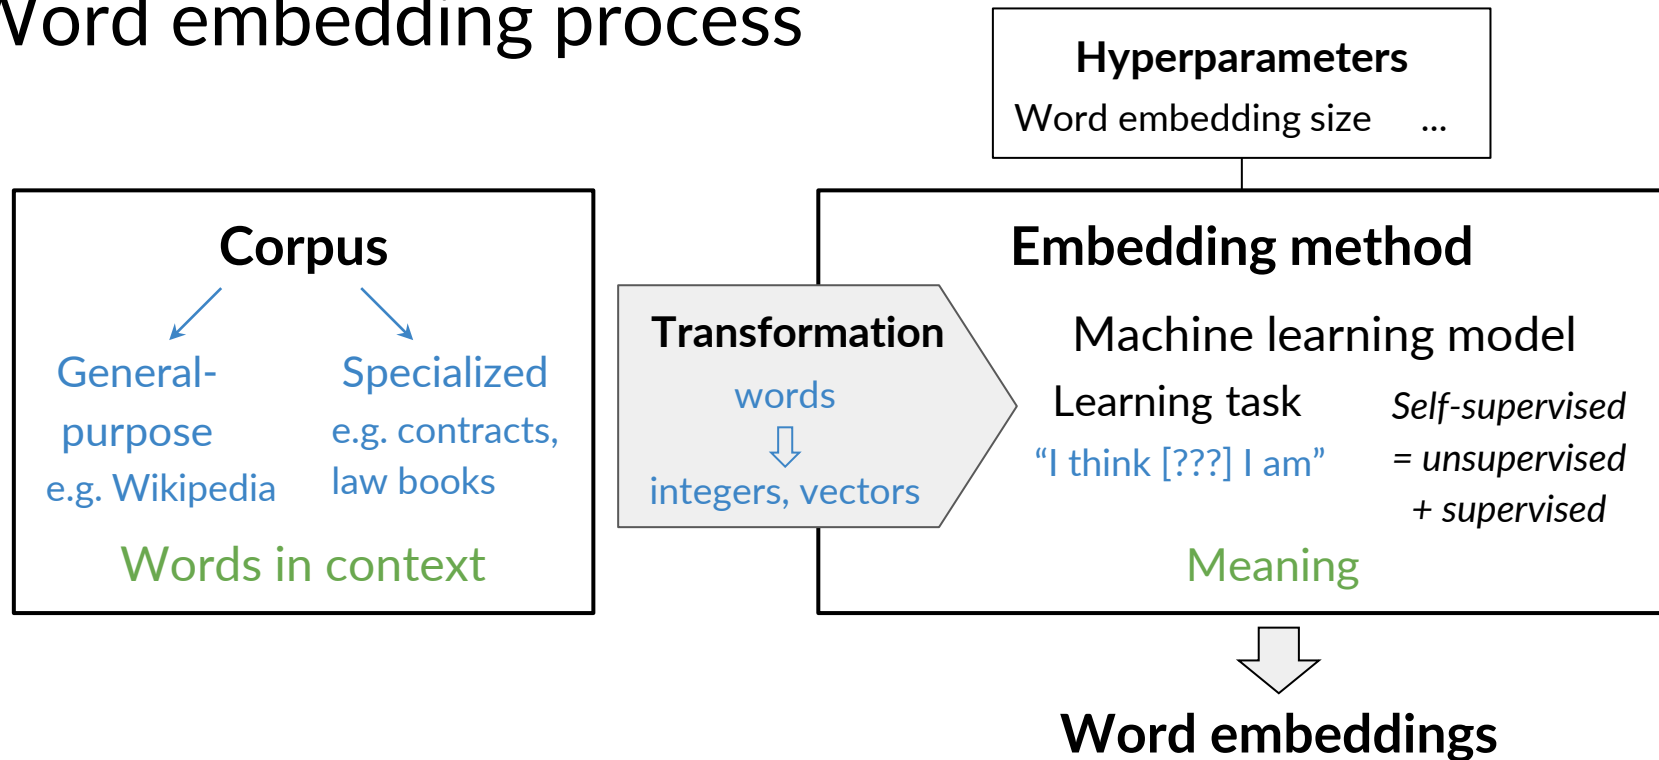 Word embedding process
Hyperparameters
Word embedding size ...
Corpus
General-
purpose
e.g. Wikipedia
Specialized
e.g. contracts,
law books
Words in context
Transformation
words
integers, vectors
Embedding method
Machine learning model
Learning task
“I think [???] I am”
Self-supervised
= unsupervised
+ supervised
Meaning
Word embeddings